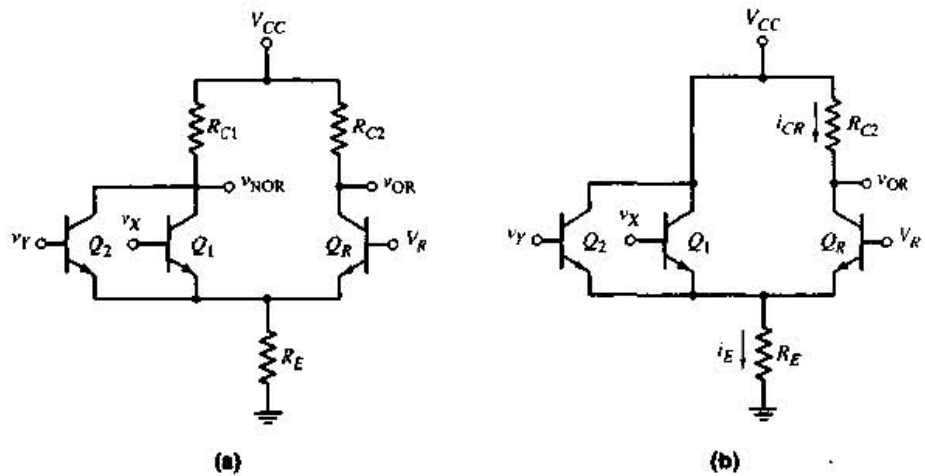 V_CC
R_C1
R_C2
v_NOR
v_OR
v_Y
Q_2
v_X
Q_1
Q_R
V_R
R_E
(a)
V_CC
i_CR
R_C2
v_OR
v_Y
Q_2
v_X
Q_1
Q_R
V_R
i_E
R_E
(b)